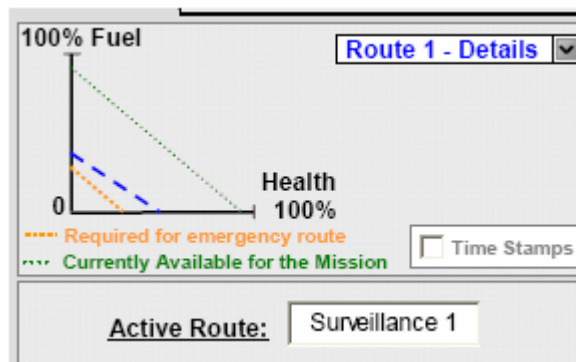 100% Fuel
Route 1 - Details
Health
0
100%
Required for emergency route
Currently Available for the Mission
Time Stamps
Active Route:
Surveillance 1